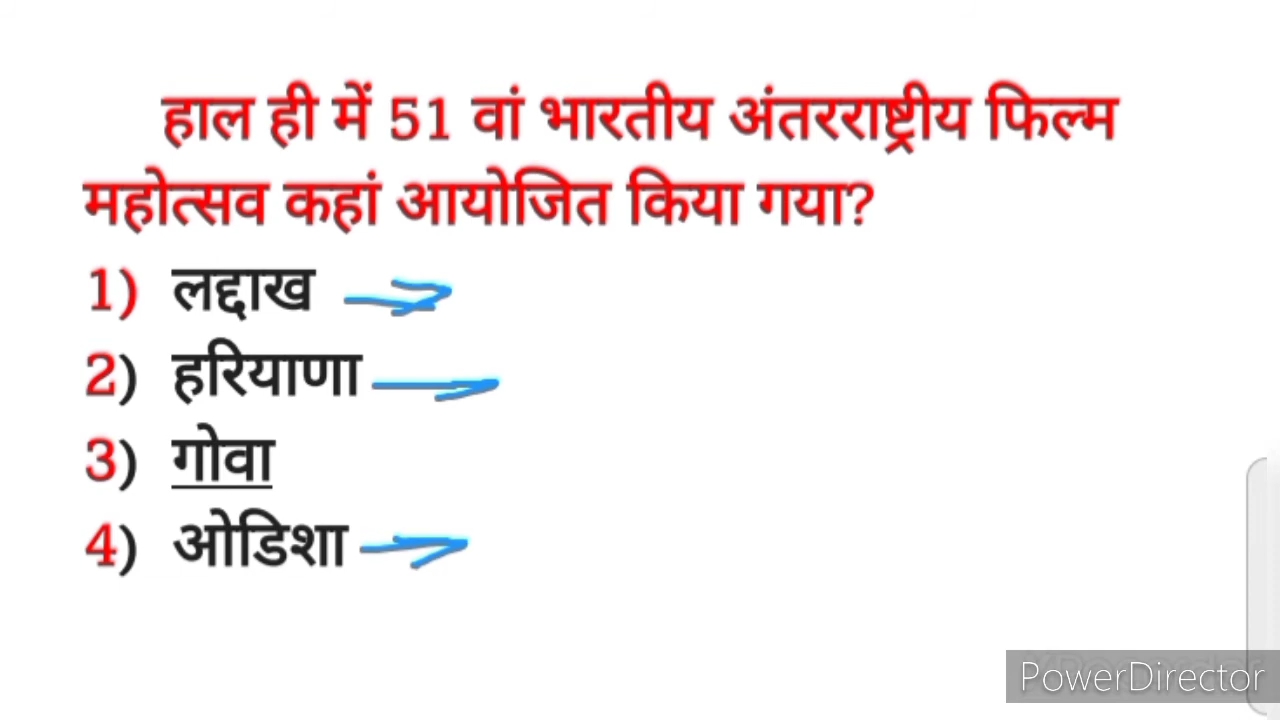 हाल ही में 51 वां भारतीय अंतरराष्ट्रीय फिल्म
महोत्सव कहां आयोजित किया गया?
1) लद्दाख
2) हरियाणा
3) गोवा
4) ओडिशा
PowerDirector